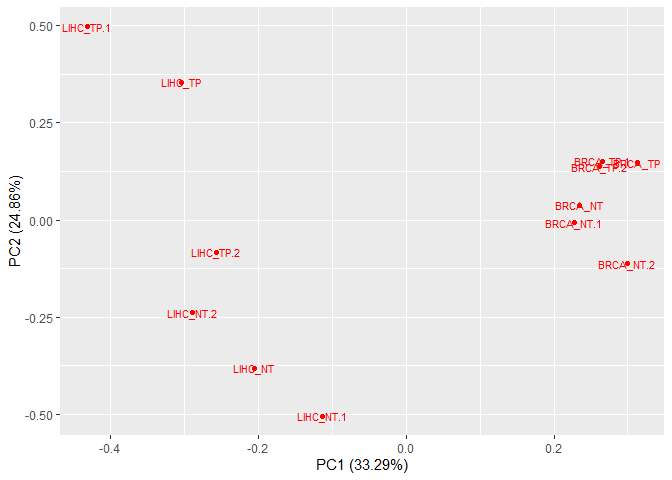 0.50
LIHC_TP.1
LIHC_TP
0.25
BRCA_TP.1
BRCA_TP
BRCA_TP.2
BRCA_NT
0.00
BRCA_NT.1
LIHC_TP.2
BRCA_NT.2
LIHC_NT.2
-0.25
LIHC_NT
LIHC_NT.1
-0.50
PC2 (24.86%)
-0.4 -0.2 0.0 0.2
PC1 (33.29%)